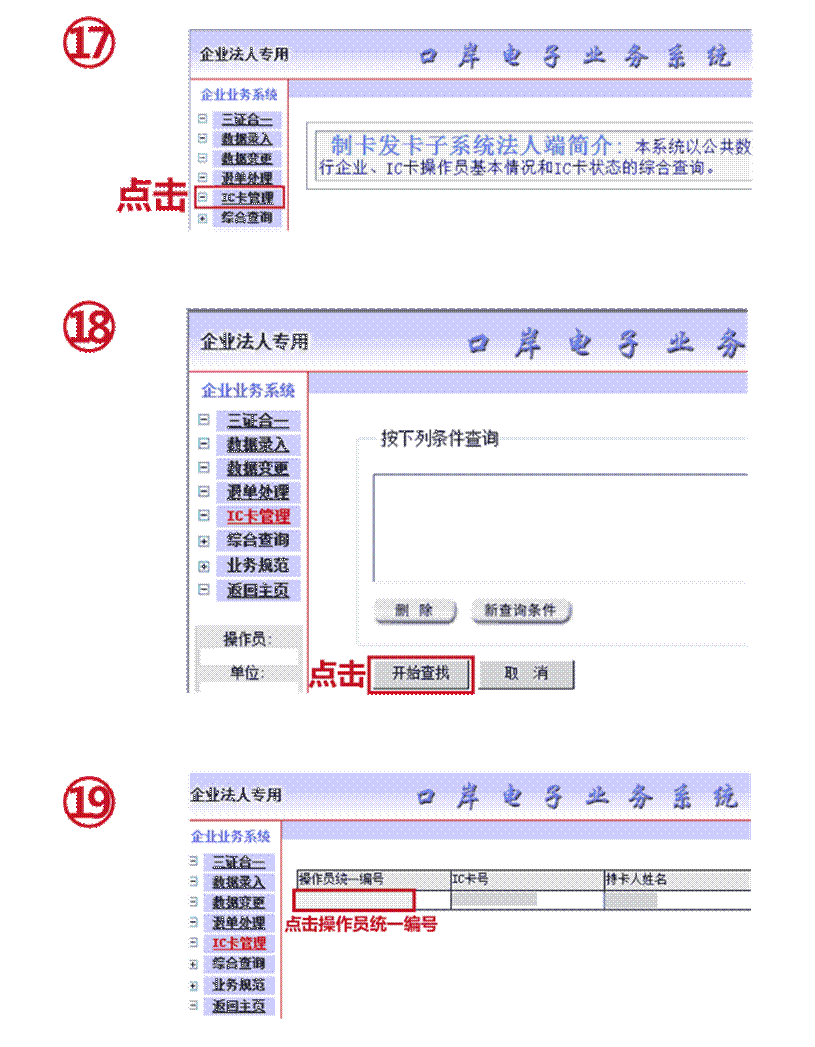 ⑰
企业法人专用
口岸电子业务系统
企业业务系统
三证合一
数据录入
数据变更
退单处理
点击
IC卡管理
综合查询
制卡发卡子系统法人端简介：本系统以公共数
行企业、IC卡操作员基本情况和IC卡状态的综合查询。
⑱
企业法人专用
口岸电子业务
企业业务系统
三证合一
数据录入
数据变更
退单处理
IC卡管理
综合查询
业务规范
返回主页
操作员:
单位:
按下列条件查询
删 除
新查询条件
点击
开始查找
取 消
⑲
企业法人专用
口岸电子业务系统
企业业务系统
三证合一
数据录入
数据变更
退单处理
IC卡管理
综合查询
业务规范
返回主页
操作员统一编号 IC卡号 持卡人姓名
点击操作员统一编号